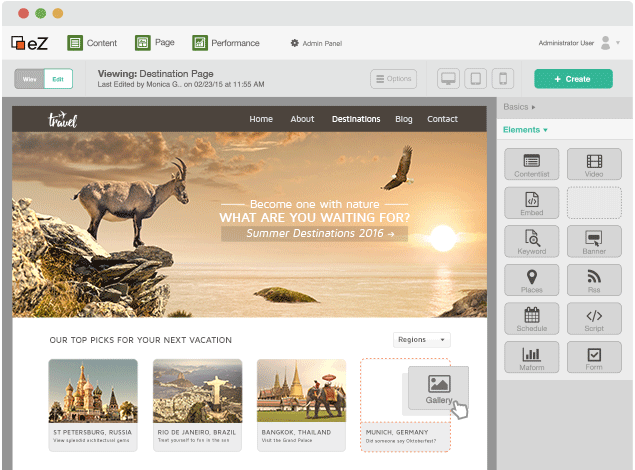 eZ
Content
Page
Performance
Admin Panel
Administrator User
Wiev
Edit
Viewing: Destination Page
Last Edited by Monica G.. on 02/23/15 at 11:55 AM
Options
+ Create
travel
Home
About
Destinations
Blog
Contact
Basics
Elements
Become one with nature
WHAT ARE YOU WAITING FOR?
Summer Destinations 2016 →
Contentlist
Video
Embed
Keyword
Banner
Places
Rss
Schedule
Script
Maform
Form
OUR TOP PICKS FOR YOUR NEXT VACATION
Regions
Gallery
ST PETERSBURG, RUSSIA
View splendid architectural gems
RIO DE JANEIRO, BRAZIL
Treat yourself to fun in the sun
BANGKOK, THAILAND
Visit the Grand Palace
MUNICH, GERMANY
Did someone say Oktoberfest?